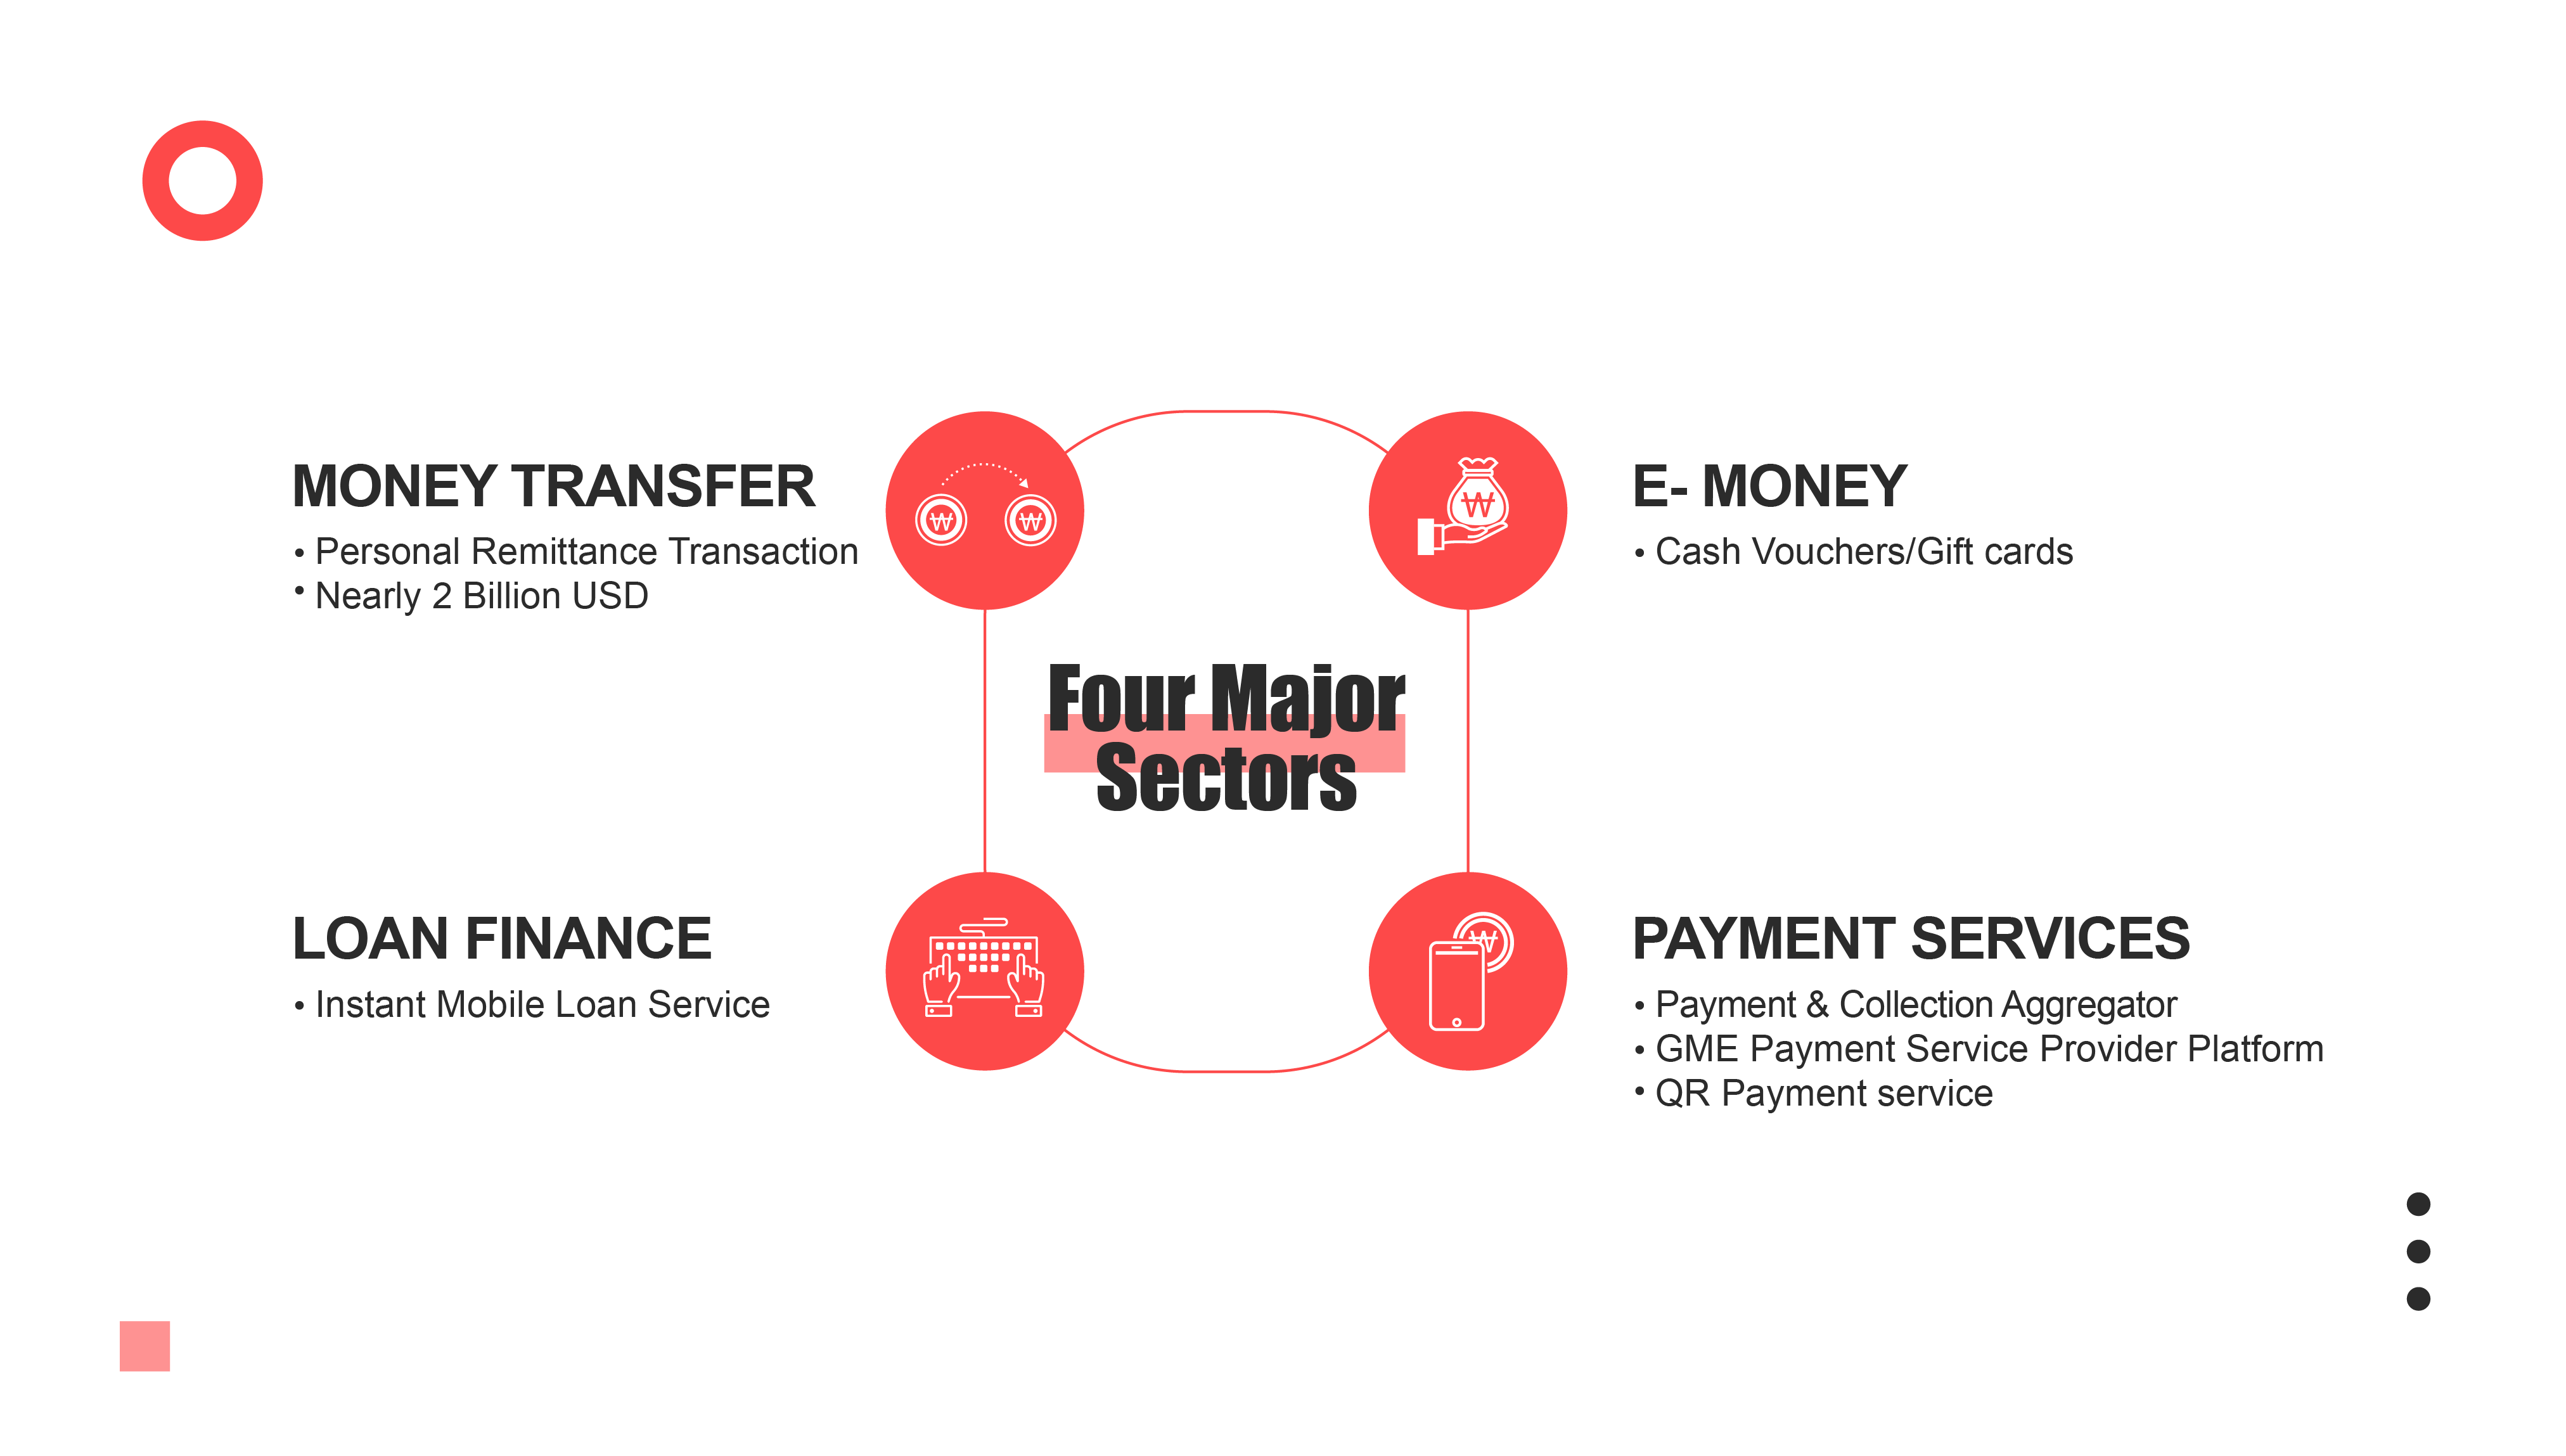 MONEY TRANSFER
• Personal Remittance Transaction
• Nearly 2 Billion USD
E- MONEY
• Cash Vouchers/Gift cards
Four Major
Sectors
LOAN FINANCE
• Instant Mobile Loan Service
PAYMENT SERVICES
• Payment & Collection Aggregator
• GME Payment Service Provider Platform
• QR Payment service